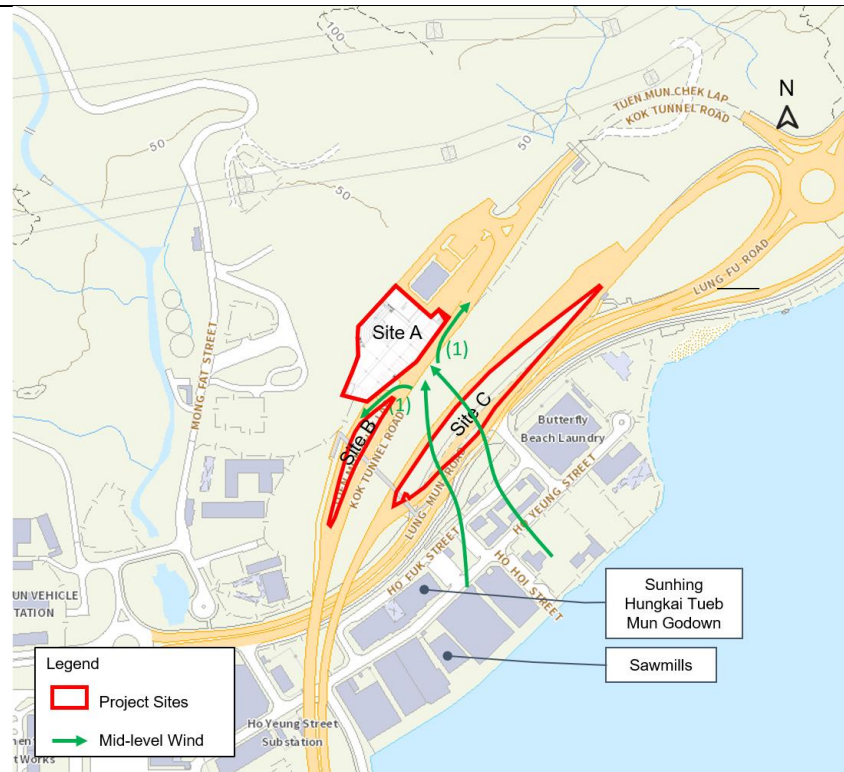 100
50
50
50
TUEN MUN CHEK LAP
KOK TUNNEL ROAD
N
LUNG FU ROAD
MONG FAT STREET
Site A
(1)
(1)
Site B
KOK TUNNEL ROAD
Site C
LUNG MUN ROAD
Butterfly
Beach Laundry
HO YEUNG STREET
HO FUK STREET
HO HOI STREET
UN VEHICLE
TATION
Sunhing
Hungkai Tueb
Mun Godown
Sawmills
Legend
Project Sites
Mid-level Wind
Ho Yeung Street
Substation
men
t Works